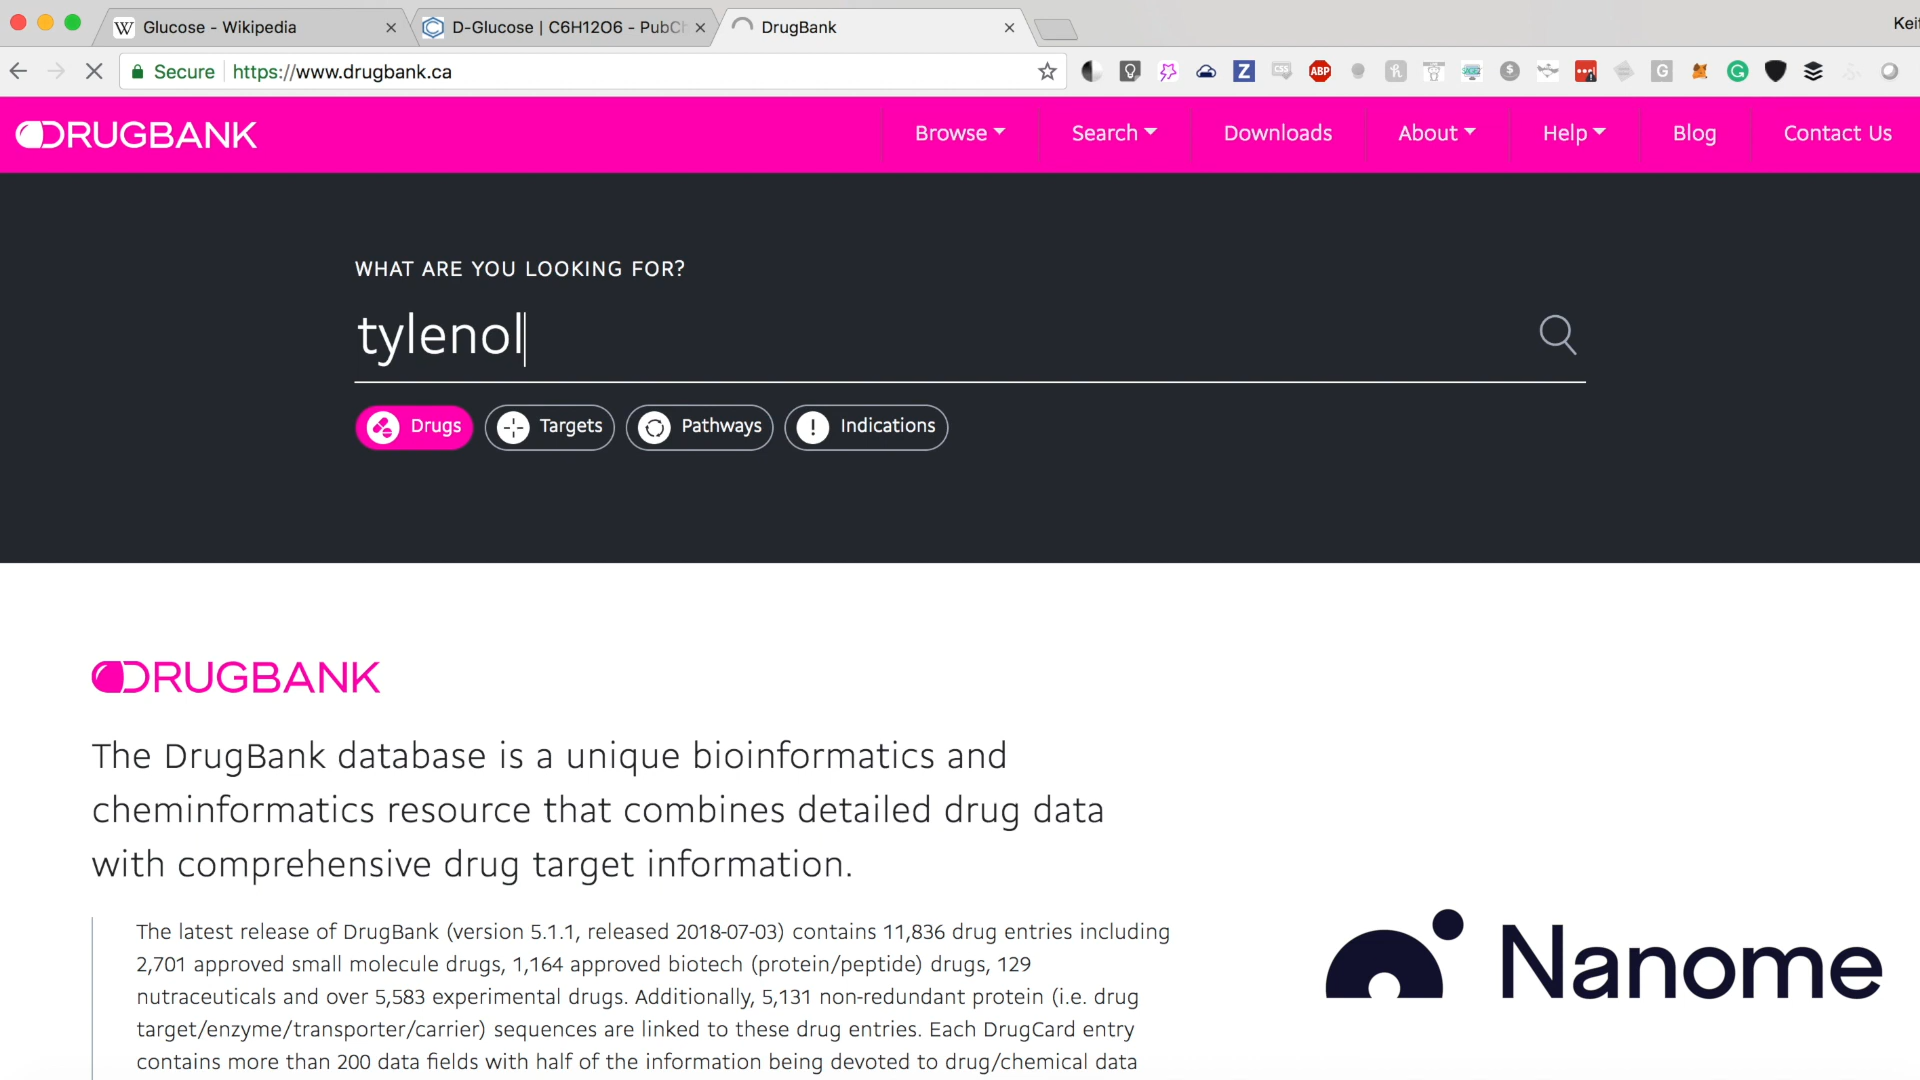 Glucose - Wikipedia
D-Glucose | C6H12O6 - PubCh
DrugBank
Keif
Secure
https://www.drugbank.ca
DRUGBANK
Browse
Search
Downloads
About
Help
Blog
Contact Us
WHAT ARE YOU LOOKING FOR?
tylenol
Drugs
Targets
Pathways
Indications
DRUGBANK
The DrugBank database is a unique bioinformatics and
cheminformatics resource that combines detailed drug data
with comprehensive drug target information.
The latest release of DrugBank (version 5.1.1, released 2018-07-03) contains 11,836 drug entries including
2,701 approved small molecule drugs, 1,164 approved biotech (protein/peptide) drugs, 129
nutraceuticals and over 5,583 experimental drugs. Additionally, 5,131 non-redundant protein (i.e. drug
target/enzyme/transporter/carrier) sequences are linked to these drug entries. Each DrugCard entry
contains more than 200 data fields with half of the information being devoted to drug/chemical data
Nanome